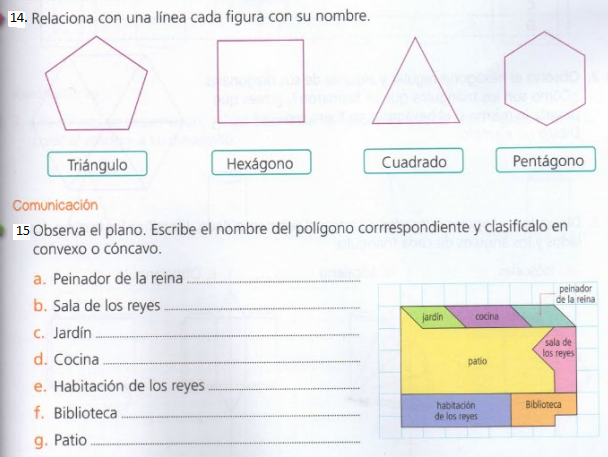 14. Relaciona con una línea cada figura con su nombre.
Triángulo
Hexágono
Cuadrado
Pentágono
Comunicación
15 Observa el plano. Escribe el nombre del polígono corrrespondiente y clasifícalo en
convexo o cóncavo.
a. Peinador de la reina
b. Sala de los reyes
c. Jardín
d. Cocina
e. Habitación de los reyes
f. Biblioteca
g. Patio
peinador
de la reina
jardín
cocina
sala de
los reyes
patio
habitación
de los reyes
Biblioteca